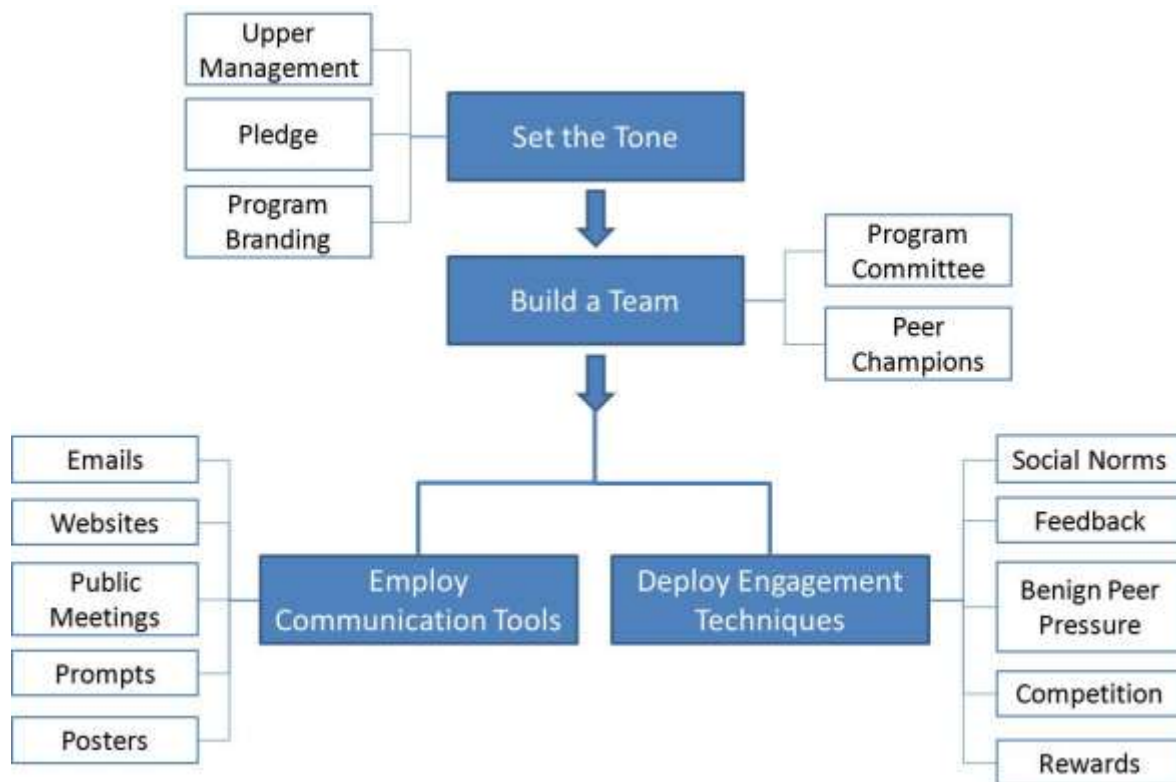 Upper
Management
Pledge
Program
Branding
Set the Tone
Build a Team
Program
Committee
Peer
Champions
Emails
Websites
Public
Meetings
Prompts
Posters
Employ
Communication Tools
Deploy Engagement
Techniques
Social Norms
Feedback
Benign Peer
Pressure
Competition
Rewards